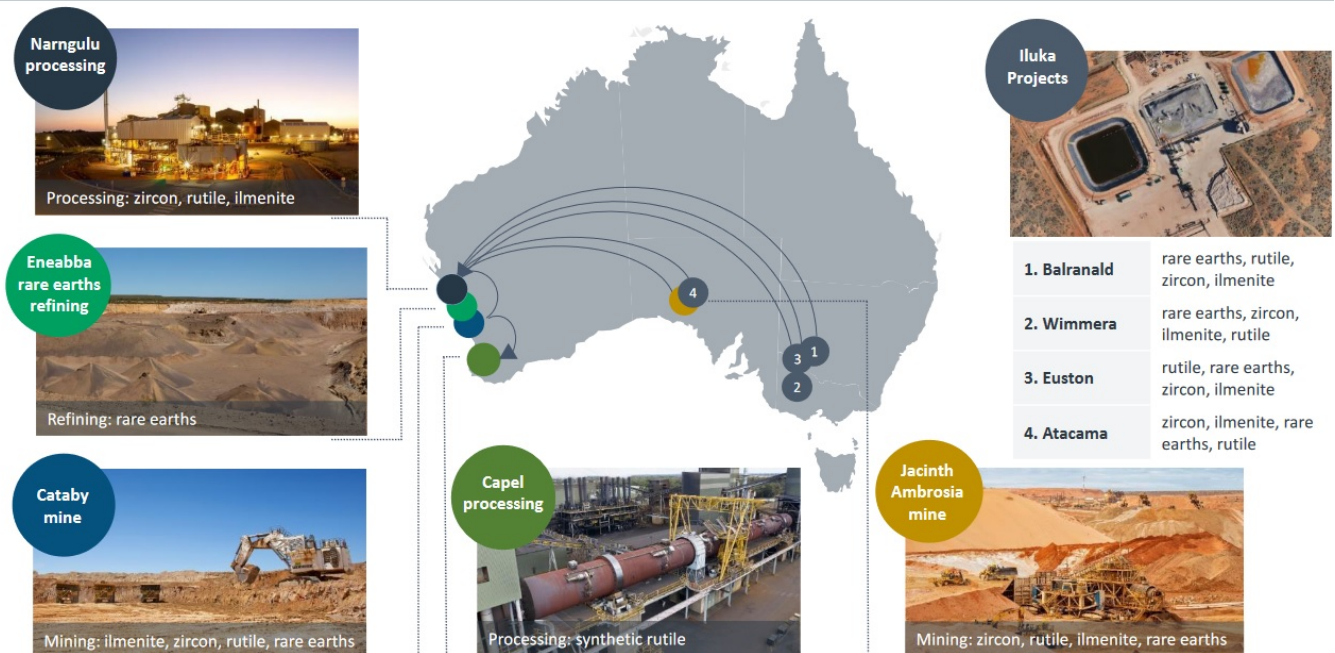 Narngulu
processing
Processing: zircon, rutile, ilmenite
Eneabba
rare earths
refining
Refining: rare earths
Cataby
mine
Mining: ilmenite, zircon, rutile, rare earths
4
3
1
2
Capel
processing
Processing: synthetic rutile
Iluka
Projects
1. Balranald
rare earths, rutile,
zircon, ilmenite
2. Wimmera
rare earths, zircon,
ilmenite, rutile
3. Euston
rutile, rare earths,
zircon, ilmenite
4. Atacama
zircon, ilmenite, rare
earths, rutile
Jacinth
Ambrosia
mine
Mining: zircon, rutile, ilmenite, rare earths